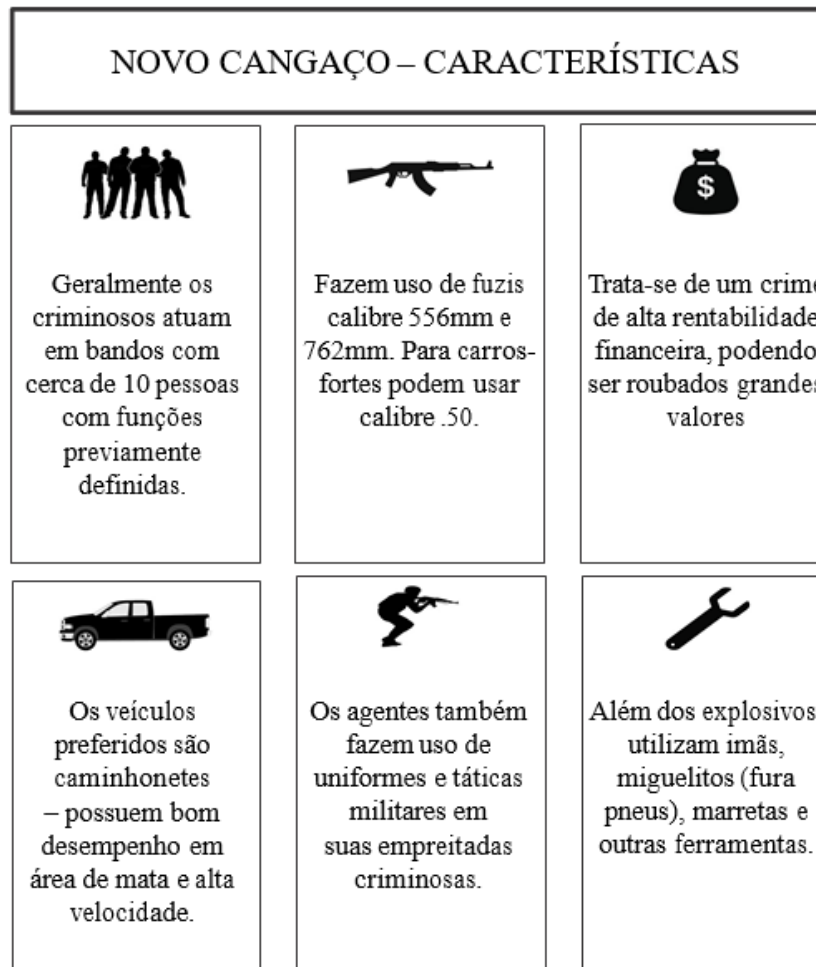 NOVO CANGAÇO – CARACTERÍSTICAS
Geralmente os
criminosos atuam
em bandos com
cerca de 10 pessoas
com funções
previamente
definidas.
Fazem uso de fuzis
calibre 556mm e
762mm. Para carros-
fortes podem usar
calibre .50.
$
Trata-se de um crime
de alta rentabilidade
financeira, podendo
ser roubados grandes
valores
Os veículos
preferidos são
caminhonetes
– possuem bom
desempenho em
área de mata e alta
velocidade.
Os agentes também
fazem uso de
uniformes e táticas
militares em
suas empreitadas
criminosas.
Além dos explosivos
utilizam imãs,
miguelitos (fura
pneus), marretas e
outras ferramentas.